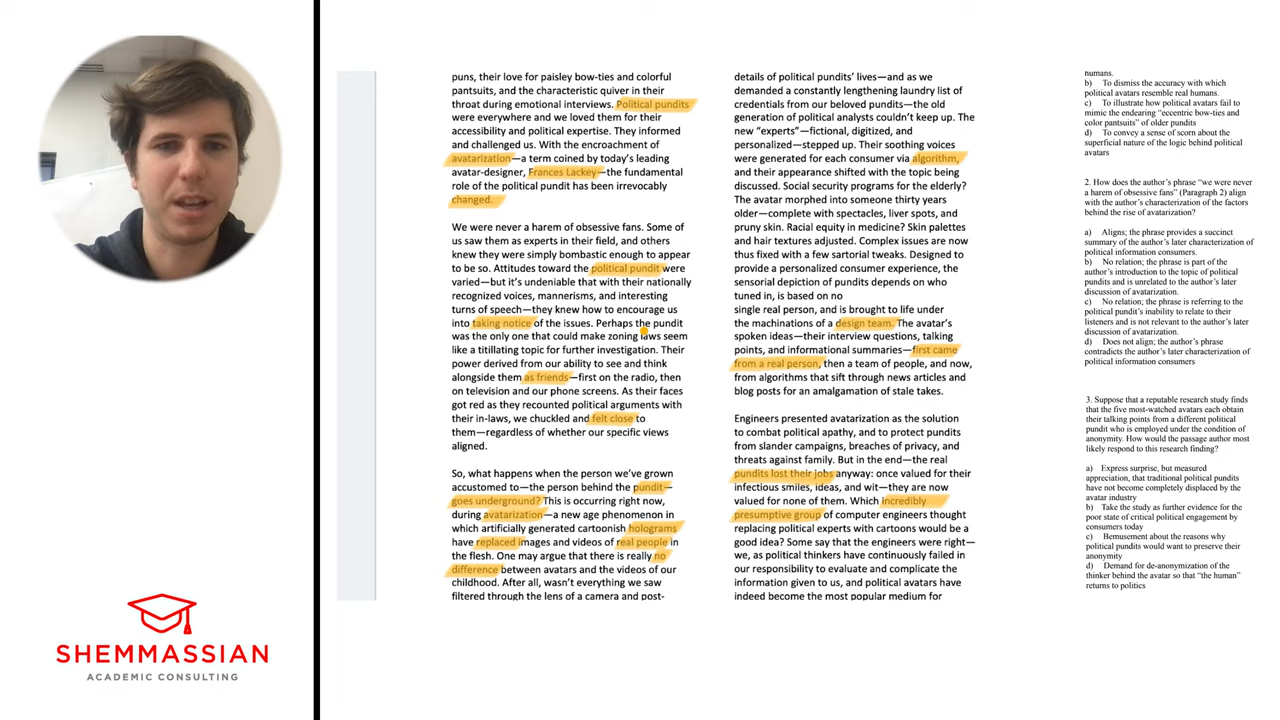 puns, their love for paisley bow-ties and colorful
pantsuits, and the characteristic quiver in their
throat during emotional interviews. Political pundits
were everywhere and we loved them for their
accessibility and political expertise. They informed
and challenged us. With the encroachment of
avatarization—a term coined by today's leading
avatar-designer, Frances Lackey—the fundamental
role of the political pundit has been irrevocably
changed.
We were never a harem of obsessive fans. Some of
us saw them as experts in their field, and others
knew they were simply bombastic enough to appear
to be so. Attitudes toward the political pundit were
varied—but it's undeniable that with their nationally
recognized voices, mannerisms, and interesting
turns of speech—they knew how to encourage us
into taking notice of the issues. Perhaps the pundit
was the only one that could make zoning laws seem
like a titillating topic for further investigation. Their
power derived from our ability to see and think
alongside them as friends—first on the radio, then
on television and our phone screens. As their faces
got red as they recounted political arguments with
their in-laws, we chuckled and felt close to
them—regardless of whether our specific views
aligned.
So, what happens when the person we've grown
accustomed to—the person behind the pundit—
goes underground? This is occurring right now,
during avatarization—a new age phenomenon in
which artificially generated cartoonish holograms
have replaced images and videos of real people in
the flesh. One may argue that there is really no
difference between avatars and the videos of our
childhood. After all, wasn't everything we saw
filtered through the lens of a camera and post-
details of political pundits' lives—and as we
demanded a constantly lengthening laundry list of
credentials from our beloved pundits—the old
generation of political analysts couldn't keep up. The
new "experts"—fictional, digitized, and
personalized—stepped up. Their soothing voices
were generated for each consumer via algorithm,
and their appearance shifted with the topic being
discussed. Social security programs for the elderly?
The avatar morphed into someone thirty years
older—complete with spectacles, liver spots, and
pruny skin. Racial equity in medicine? Skin palettes
and hair textures adjusted. Complex issues are now
thus fixed with a few sartorial tweaks. Designed to
provide a personalized consumer experience, the
sensorial depiction of pundits depends on who
tuned in, is based on no
single real person, and is brought to life under
the machinations of a design team. The avatar's
spoken ideas—their interview questions, talking
points, and informational summaries—first came
from a real person, then a team of people, and now,
from algorithms that sift through news articles and
blog posts for an amalgamation of stale takes.
Engineers presented avatarization as the solution
to combat political apathy, and to protect pundits
from slander campaigns, breaches of privacy, and
threats against family. But in the end—the real
pundits lost their jobs anyway: once valued for their
infectious smiles, ideas, and wit—they are now
valued for none of them. Which incredibly
presumptive group of computer engineers thought
replacing political experts with cartoons would be a
good idea? Some say that the engineers were right—
we, as political thinkers have continuously failed in
our responsibility to evaluate and complicate the
information given to us, and political avatars have
indeed become the most popular medium for
humans.
b) To dismiss the accuracy with which
political avatars resemble real humans.
c) To illustrate how political avatars fail to
mimic the endearing "eccentric bow-ties and
color pantsuits" of older pundits
d) To convey a sense of scorn about the
superficial nature of the logic behind political
avatars
2. How does the author's phrase "we were never
a harem of obsessive fans" (Paragraph 2) align
with the author's characterization of the factors
behind the rise of avatarization?
a) Aligns; the phrase provides a succinct
summary of the author's later characterization of
political information consumers.
b) No relation; the phrase is part of the
author's introduction to the topic of political
pundits and is unrelated to the author's later
discussion of avatarization.
c) No relation; the phrase is referring to the
political pundit's inability to relate to their
listeners and is not relevant to the author's later
discussion of avatarization.
d) Does not align; the author's phrase
contradicts the author's later characterization of
political information consumers
3. Suppose that a reputable research study finds
that the five most-watched avatars each obtain
their talking points from a different political
pundit who is employed under the condition of
anonymity. How would the passage author most
likely respond to this research finding?
a) Express surprise, but measured
appreciation, that traditional political pundits
have not become completely displaced by the
avatar industry
b) Take the study as further evidence for the
poor state of critical political engagement by
consumers today
c) Bemusement about the reasons why
political pundits would want to preserve their
anonymity
d) Demand for de-anonymization of the
thinker behind the avatar so that "the human"
returns to politics
SHEMMASSIAN
ACADEMIC CONSULTING